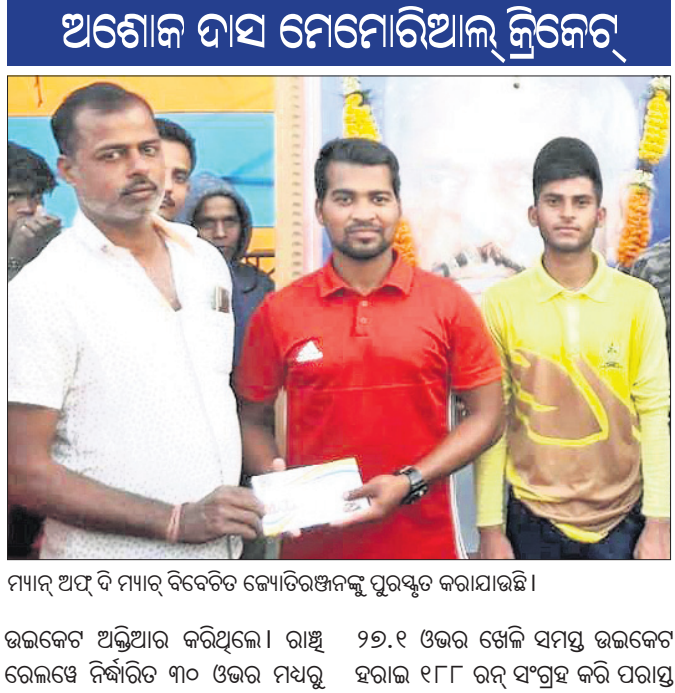 ଅଶୋକ ଦାସ ମେମୋରିଆଲ୍ କ୍ରିକେଟ୍
ମ୍ୟାନ୍ ଅଫ୍ ଦି ମ୍ୟାଚ୍ ବିବେଚିତ ଜ୍ୟୋତିରଞ୍ଜନଙ୍କୁ ପୁରସ୍କୃତ କରାଯାଉଛି।
ଉଇକେଟ ଅକ୍ତିଆର କରିଥିଲେ। ରାଞ୍ଚି
ରେଲୱେ ନିର୍ଦ୍ଧାରିତ ୩୦ ଓଭର ମଧ୍ୟରୁ
୨୭.୧ ଓଭର ଖେଳି ସମସ୍ତ ଉଇକେଟ
ହରାଇ ୧୮୮ ରନ୍ ସଂଗ୍ରହ କରି ପରାସ୍ତ